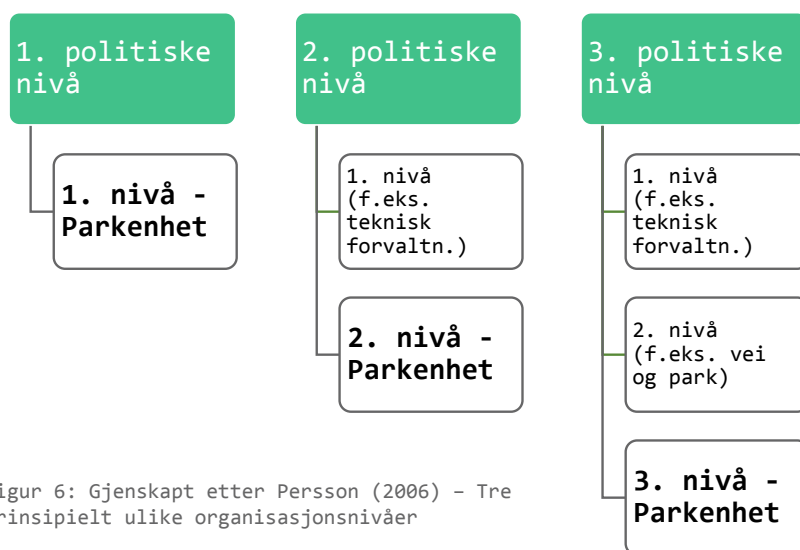 1. politiske
nivå
1. nivå -
Parkenhet
2. politiske
nivå
1. nivå
(f.eks.
teknisk
forvaltn.)
2. nivå -
Parkenhet
3. politiske
nivå
1. nivå
(f.eks.
teknisk
forvaltn.)
2. nivå
(f.eks. vei
og park)
3. nivå -
Parkenhet
igur 6: Gjenskapt etter Persson (2006) – Tre
rinsipielt ulike organisasjonsnivåer